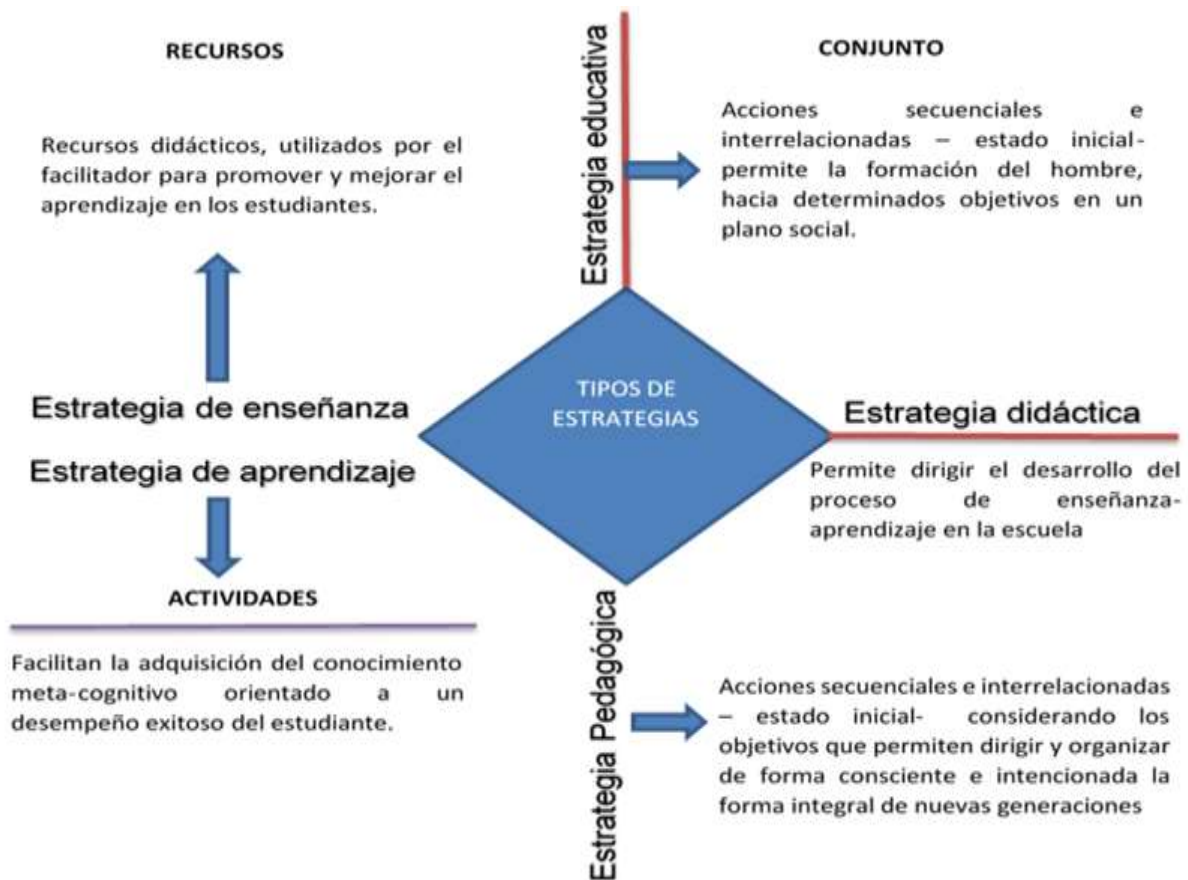 RECURSOS
Recursos didácticos, utilizados por el
facilitador para promover y mejorar el
aprendizaje en los estudiantes.
Estrategia de enseñanza
Estrategia de aprendizaje
ACTIVIDADES
Facilitan la adquisición del conocimiento
meta-cognitivo orientado a un
desempeño exitoso del estudiante.
Estrategia educativa
TIPOS DE
ESTRATEGIAS
Estrategia Pedagógica
CONJUNTO
Acciones secuenciales e
interrelacionadas – estado inicial-
permite la formación del hombre,
hacia determinados objetivos en un
plano social.
Estrategia didáctica
Permite dirigir el desarrollo del
proceso de enseñanza-
aprendizaje en la escuela
Acciones secuenciales e interrelacionadas
– estado inicial- considerando los
objetivos que permiten dirigir y organizar
de forma consciente e intencionada la
forma integral de nuevas generaciones